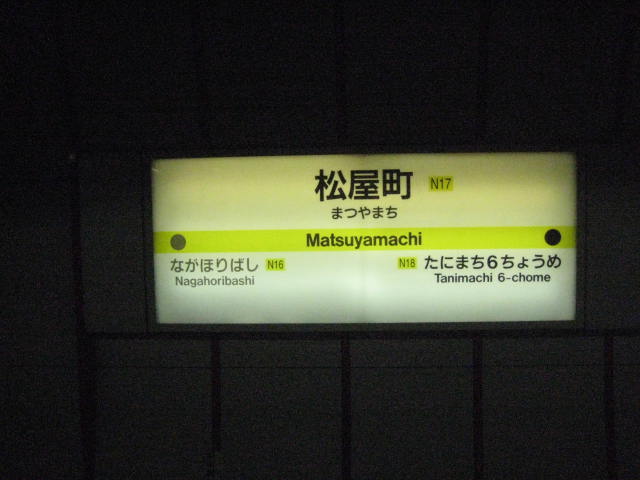 松屋町 N17
まつやまち
Matsuyamachi
ながほりばし N16
Nagahoribashi
N18 たにまち6ちょうめ
Tanimachi 6-chome